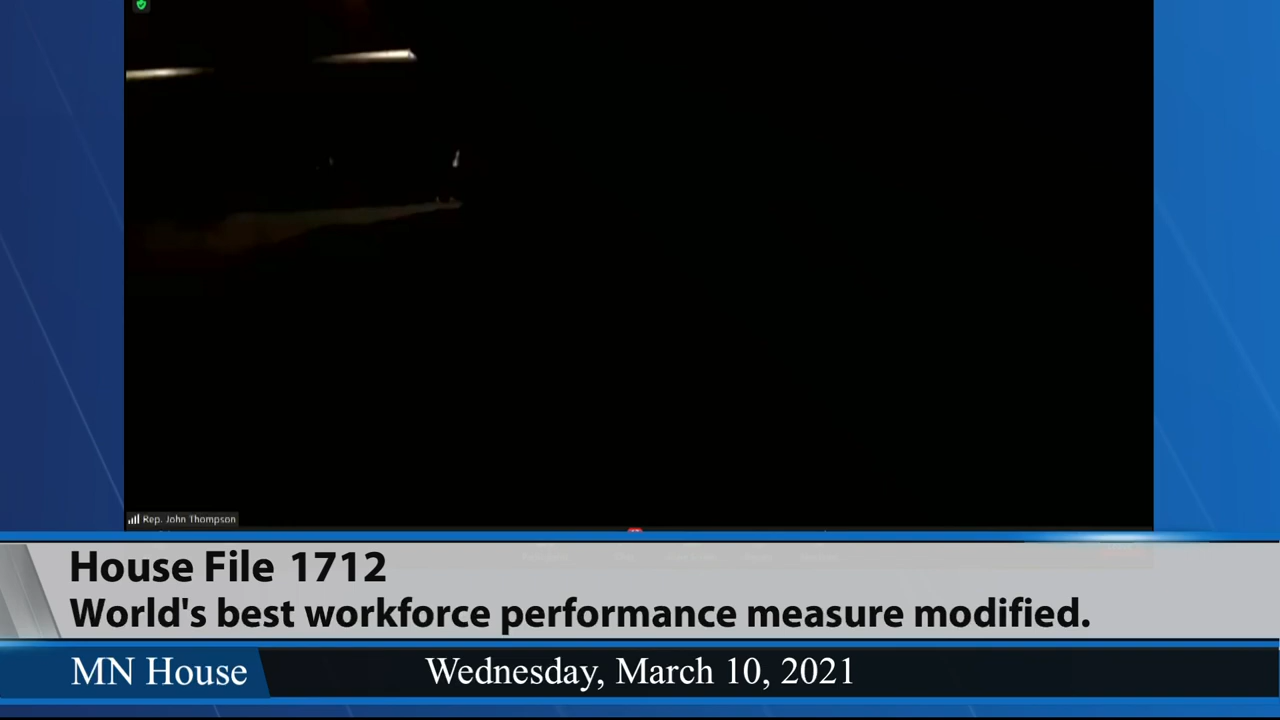 Rep. John Thompson
House File 1712
World's best workforce performance measure modified.
MN House
Wednesday, March 10, 2021